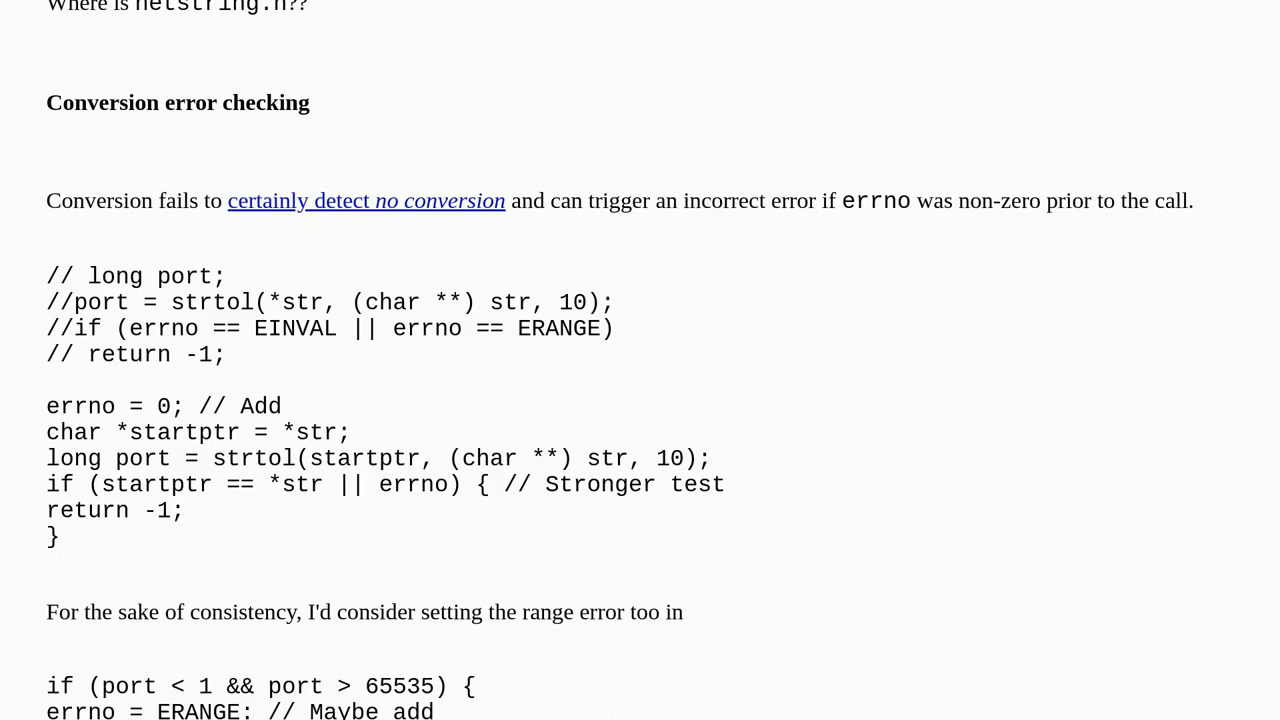 Where is netstring.h??
Conversion error checking
Conversion fails to certainly detect no conversion and can trigger an incorrect error if errno was non-zero prior to the call.
// long port;
//port = strtol(*str, (char **) str, 10);
//if (errno == EINVAL || errno == ERANGE)
// return -1;
errno = 0; // Add
char *startptr = *str;
long port = strtol(startptr, (char **) str, 10);
if (startptr == *str || errno) { // Stronger test
return -1;
}
For the sake of consistency, I'd consider setting the range error too in
if (port < 1 && port > 65535) {
errno = ERANGE; // Maybe add